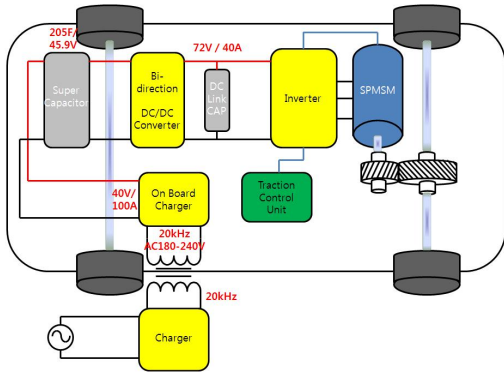 205F/
45.9V
72V / 40A
Super
Capacitor
Bi-
direction
DC/DC
Converter
DC
Link
CAP
Inverter
SPMSM
40V/
100A
On Board
Charger
Traction
Control
Unit
20kHz
AC180-240V
20kHz
Charger